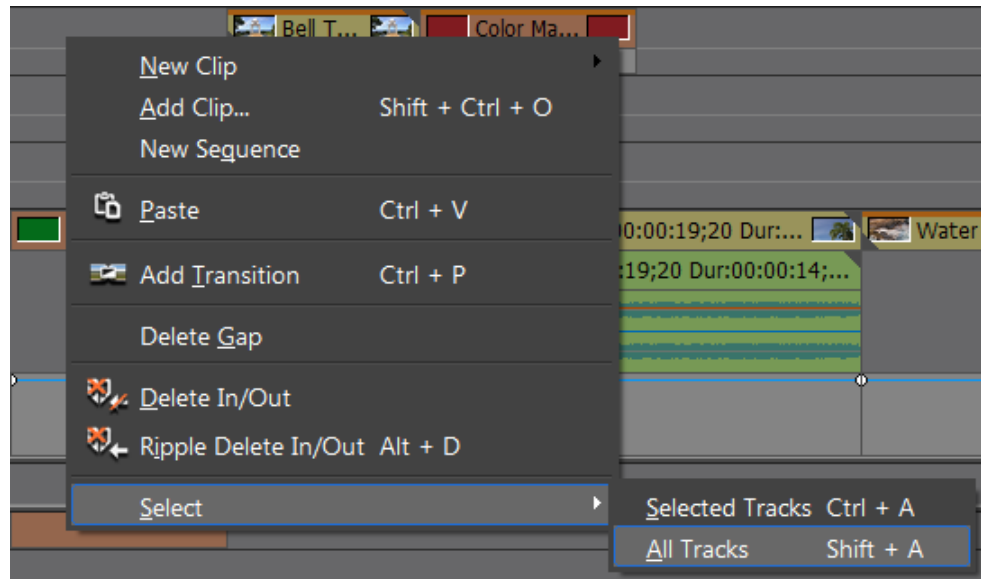 Bell T... Color Ma...
New Clip
Add Clip... Shift + Ctrl + O
New Sequence
Paste Ctrl + V
0:00:19;20 Dur:... Water
Add Transition Ctrl + P
:19;20 Dur:00:00:14;...
Delete Gap
Delete In/Out
Ripple Delete In/Out Alt + D
Select
Selected Tracks Ctrl + A
All Tracks Shift + A